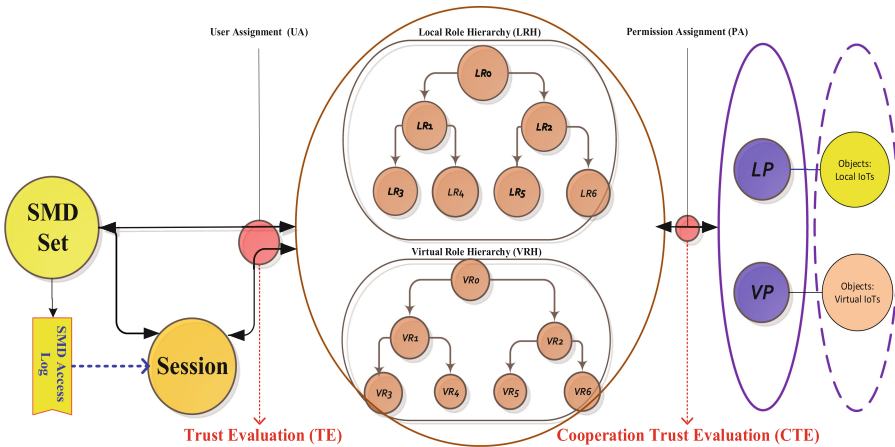 User Assignment (UA)
Local Role Hierarchy (LRH)
Permission Assignment (PA)
LR0
LR1
LR2
LR3
LR4
LR5
LR6
SMD
Set
LP
Objects:
Local IoTs
Virtual Role Hierarchy (VRH)
VR0
VR1
VR2
VR3
VR4
VR5
VR6
VP
Objects:
Virtual IoTs
SMD Access
Log
Session
Trust Evaluation (TE)
Cooperation Trust Evaluation (CTE)